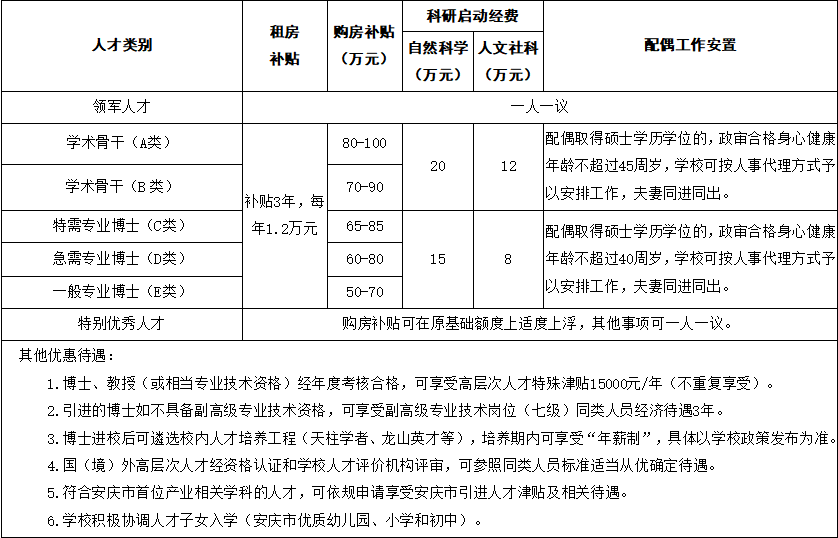 人才类别
租房
补贴
购房补贴
（万元）
科研启动经费
自然科学
（万元）
人文社科
（万元）
配偶工作安置
领军人才
一人一议
学术骨干（A类）
补贴3年，每
年1.2万元
80-100
20
12
配偶取得硕士学历学位的，政审合格身心健康
年龄不超过45周岁，学校可按人事代理方式予
以安排工作，夫妻同进同出。
学术骨干（B类）
70-90
特需专业博士（C类）
65-85
15
8
配偶取得硕士学历学位的，政审合格身心健康
年龄不超过40周岁，学校可按人事代理方式予
以安排工作，夫妻同进同出。
急需专业博士（D类）
60-80
一般专业博士（E类）
50-70
特别优秀人才
购房补贴可在原基础额度上适度上浮，其他事项可一人一议。
其他优惠待遇：
1.博士、教授（或相当专业技术资格）经年度考核合格，可享受高层次人才特殊津贴15000元/年（不重复享受）。
2.引进的博士如不具备副高级专业技术资格，可享受副高级专业技术岗位（七级）同类人员经济待遇3年。
3.博士进校后可遴选校内人才培养工程（天柱学者、龙山英才等），培养期内可享受“年薪制”，具体以学校政策发布为准。
4.国（境）外高层次人才经资格认证和学校人才评价机构评审，可参照同类人员标准适当从优确定待遇。
5.符合安庆市首位产业相关学科的人才，可依规申请享受安庆市引进人才津贴及相关待遇。
6.学校积极协调人才子女入学（安庆市优质幼儿园、小学和初中）。